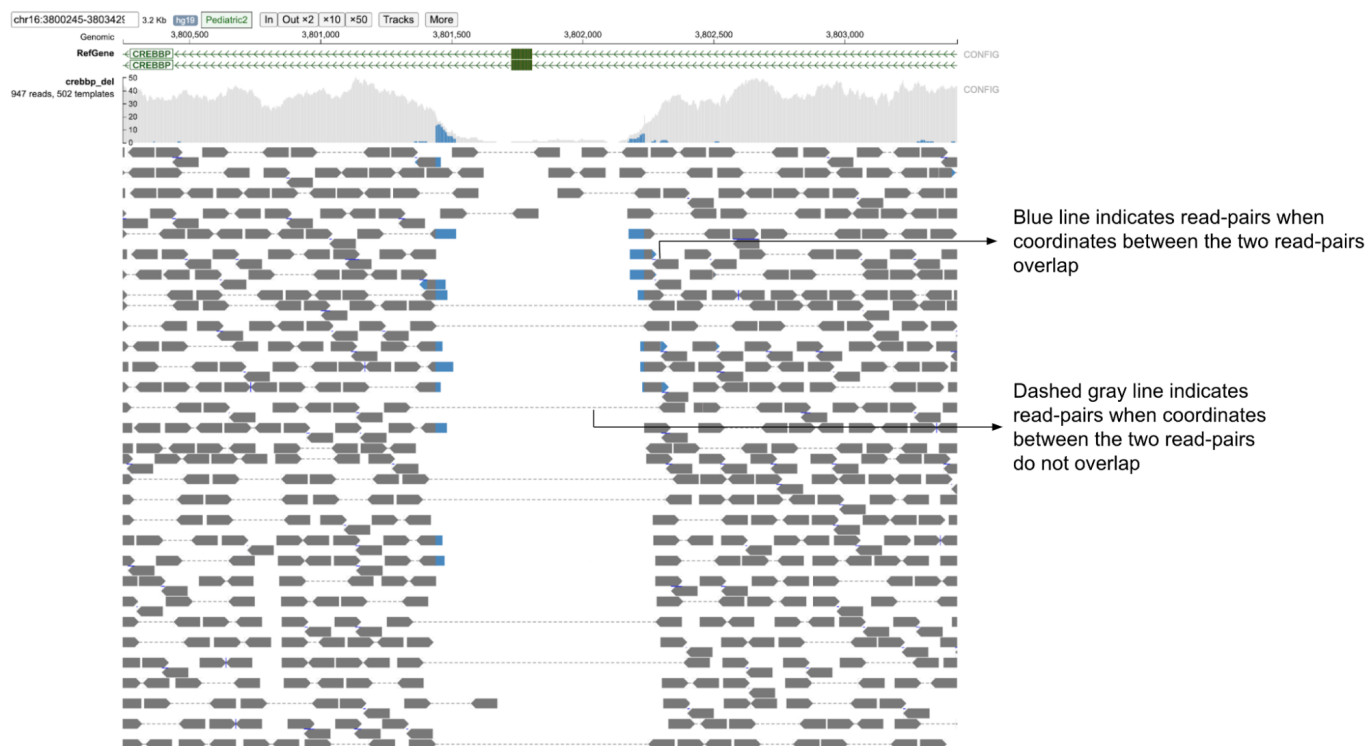 chr16:3800245-3803429 3.2 Kb hg19 Pediatric2 In Out ×2 ×10 ×50 Tracks More
Genomic 3,800,500 3,801,000 3,801,500 3,802,000 3,802,500 3,803,000
RefGene CREBBP CONFIG
CREBBP
crebbp_del 50 CONFIG
947 reads, 502 templates 40
30
20
10
0
Blue line indicates read-pairs when
coordinates between the two read-pairs
overlap
Dashed gray line indicates
read-pairs when coordinates
between the two read-pairs
do not overlap